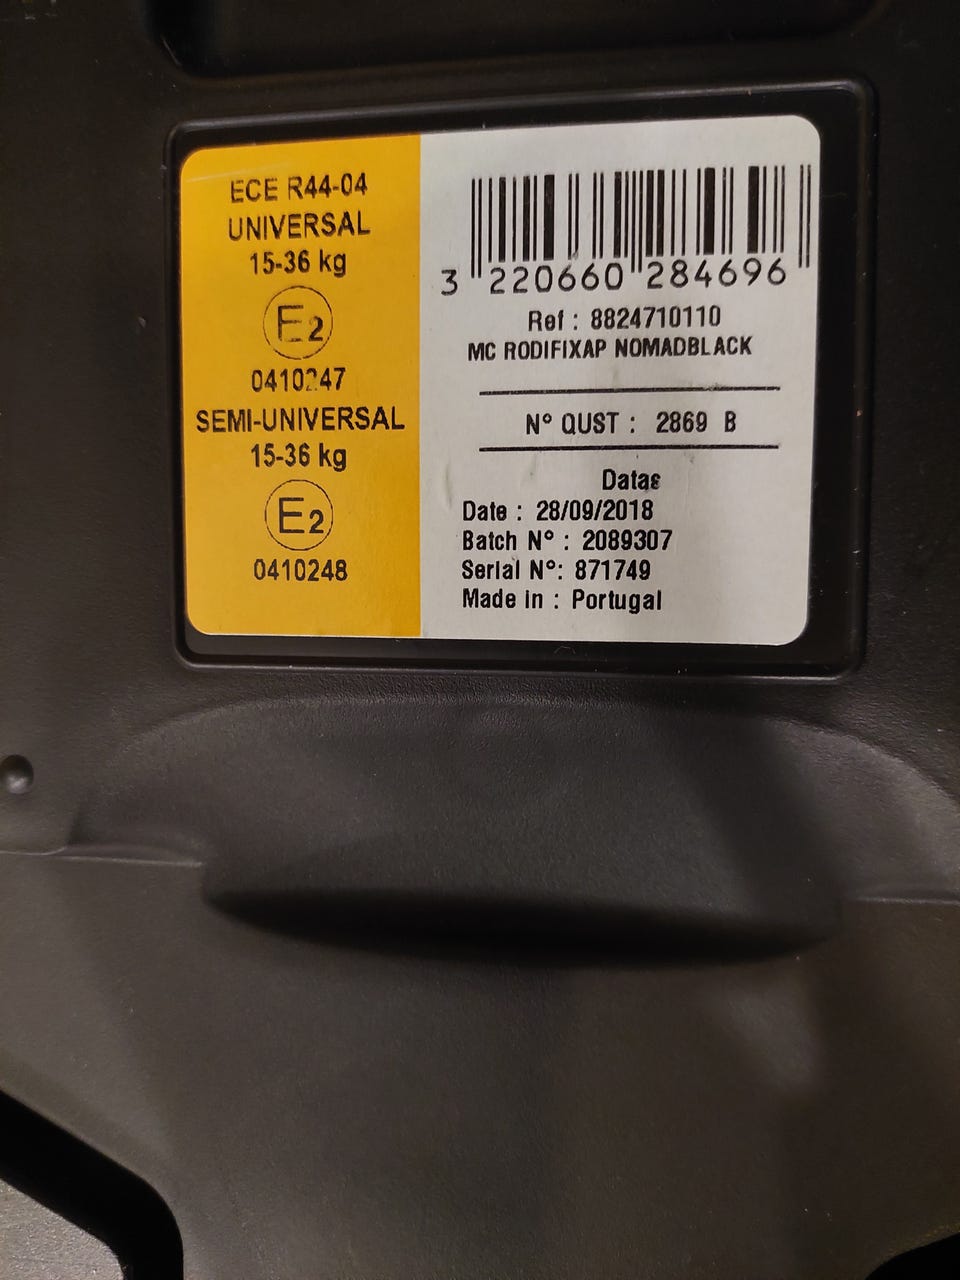 ECE R44-04
UNIVERSAL
15-36 kg
E2
0410247
SEMI-UNIVERSAL
15-36 kg
E2
0410248
3 220660 284696
Ref : 8824710110
MC RODIFIXAP NOMADBLACK
N° QUST : 2869 B
Datas
Date : 28/09/2018
Batch N° : 2089307
Serial N°: 871749
Made in : Portugal